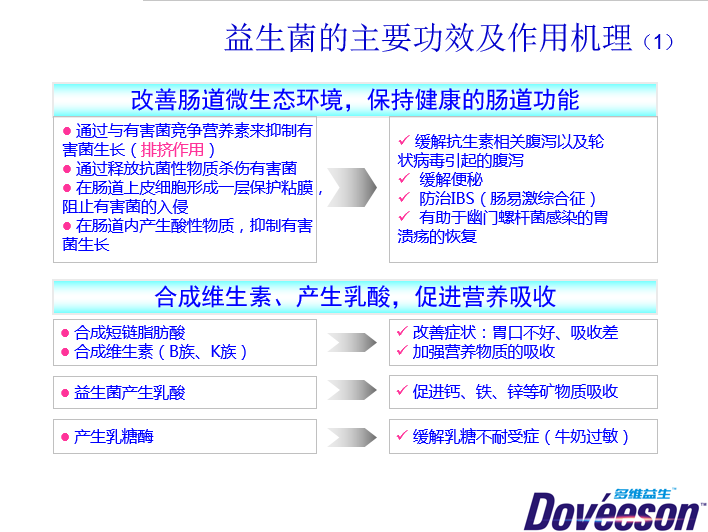 益生菌的主要功效及作用机理（1）
改善肠道微生态环境，保持健康的肠道功能
● 通过与有害菌竞争营养素来抑制有
害菌生长（排挤作用）
● 通过释放抗菌性物质杀伤有害菌
● 在肠道上皮细胞形成一层保护粘膜，
阻止有害菌的入侵
● 在肠道内产生酸性物质，抑制有害
菌生长
✓ 缓解抗生素相关腹泻以及轮
状病毒引起的腹泻
✓ 缓解便秘
✓ 防治IBS（肠易激综合征）
✓ 有助于幽门螺杆菌感染的胃
溃疡的恢复
合成维生素、产生乳酸，促进营养吸收
● 合成短链脂肪酸
● 合成维生素（B族、K族）
✓ 改善症状：胃口不好、吸收差
✓ 加强营养物质的吸收
● 益生菌产生乳酸
✓ 促进钙、铁、锌等矿物质吸收
● 产生乳糖酶
✓ 缓解乳糖不耐受症（牛奶过敏）
多维益生™
Dovéeson™